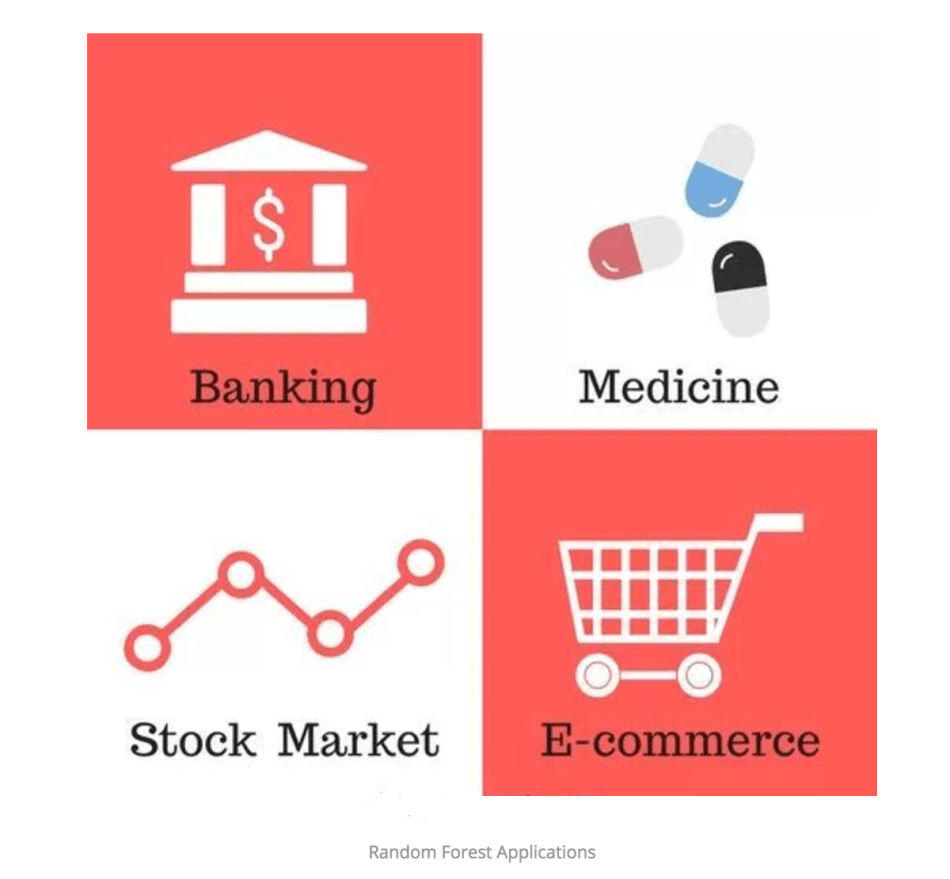 $
Banking
Medicine
Stock Market
E-commerce
Random Forest Applications